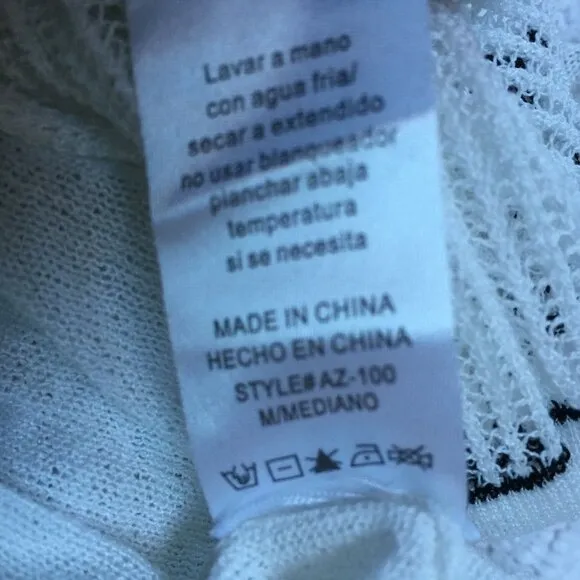 Lavar a mano
con agua fria/
secar a extendido
no usar blanqueador
planchar abaja
temperatura
si se necesita
MADE IN CHINA
HECHO EN CHINA
STYLE#AZ-100
M/MEDIANO